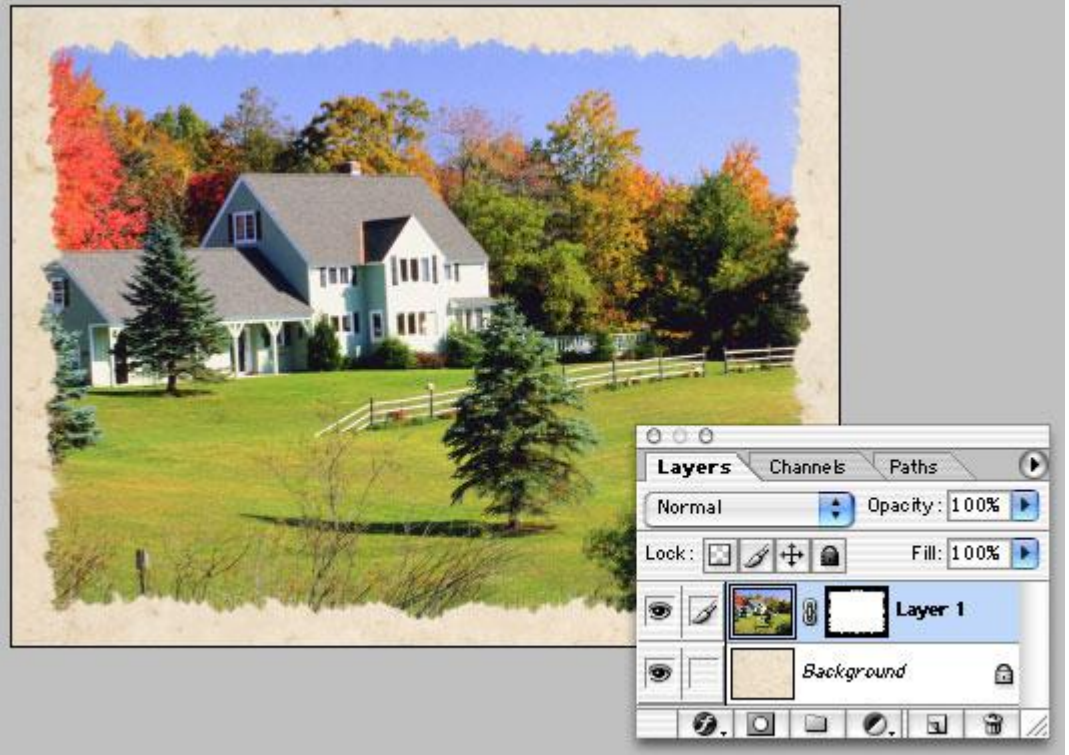 Layers Channels Paths
Normal Opacity: 100%
Lock: Fill: 100%
Layer 1
Background